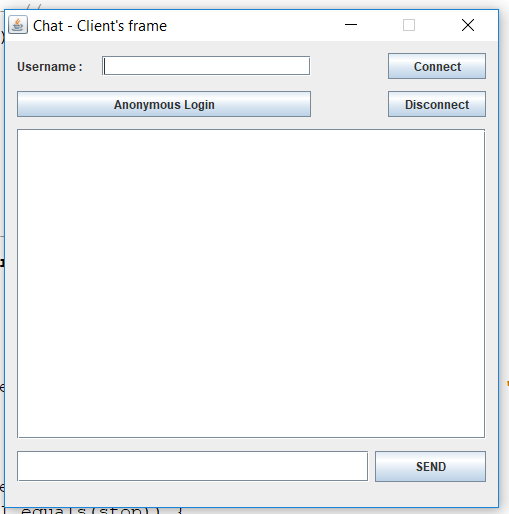 Chat - Client's frame
Username :
Connect
Anonymous Login
Disconnect
SEND
equals(stop)) {